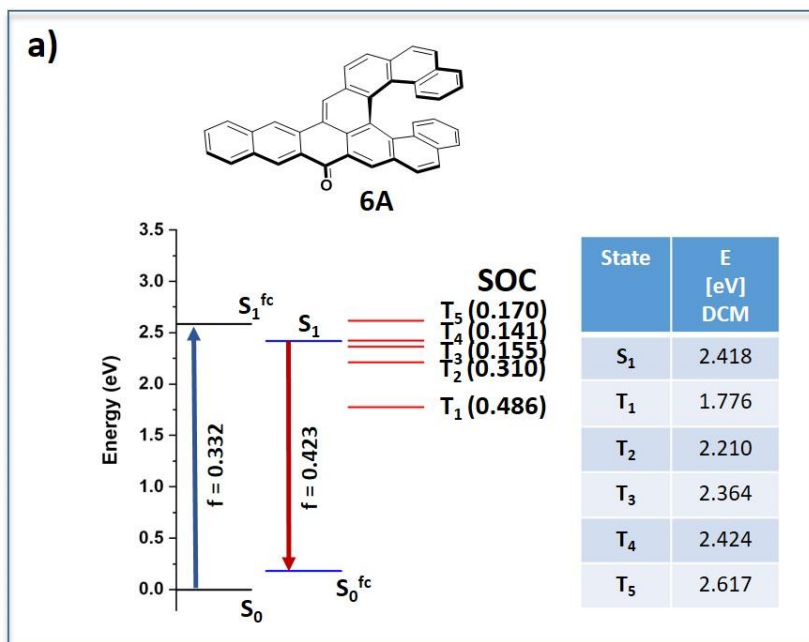 a)
O
6A
3.5
3.0
2.5
2.0
1.5
1.0
0.5
0.0
Energy (eV)
S₁ᶠᶜ
S₁
f = 0.332
f = 0.423
S₀
S₀ᶠᶜ
SOC
T₅ (0.170)
T₄ (0.141)
T₃ (0.155)
T₂ (0.310)
T₁ (0.486)
State E [eV] DCM
S₁ 2.418
T₁ 1.776
T₂ 2.210
T₃ 2.364
T₄ 2.424
T₅ 2.617